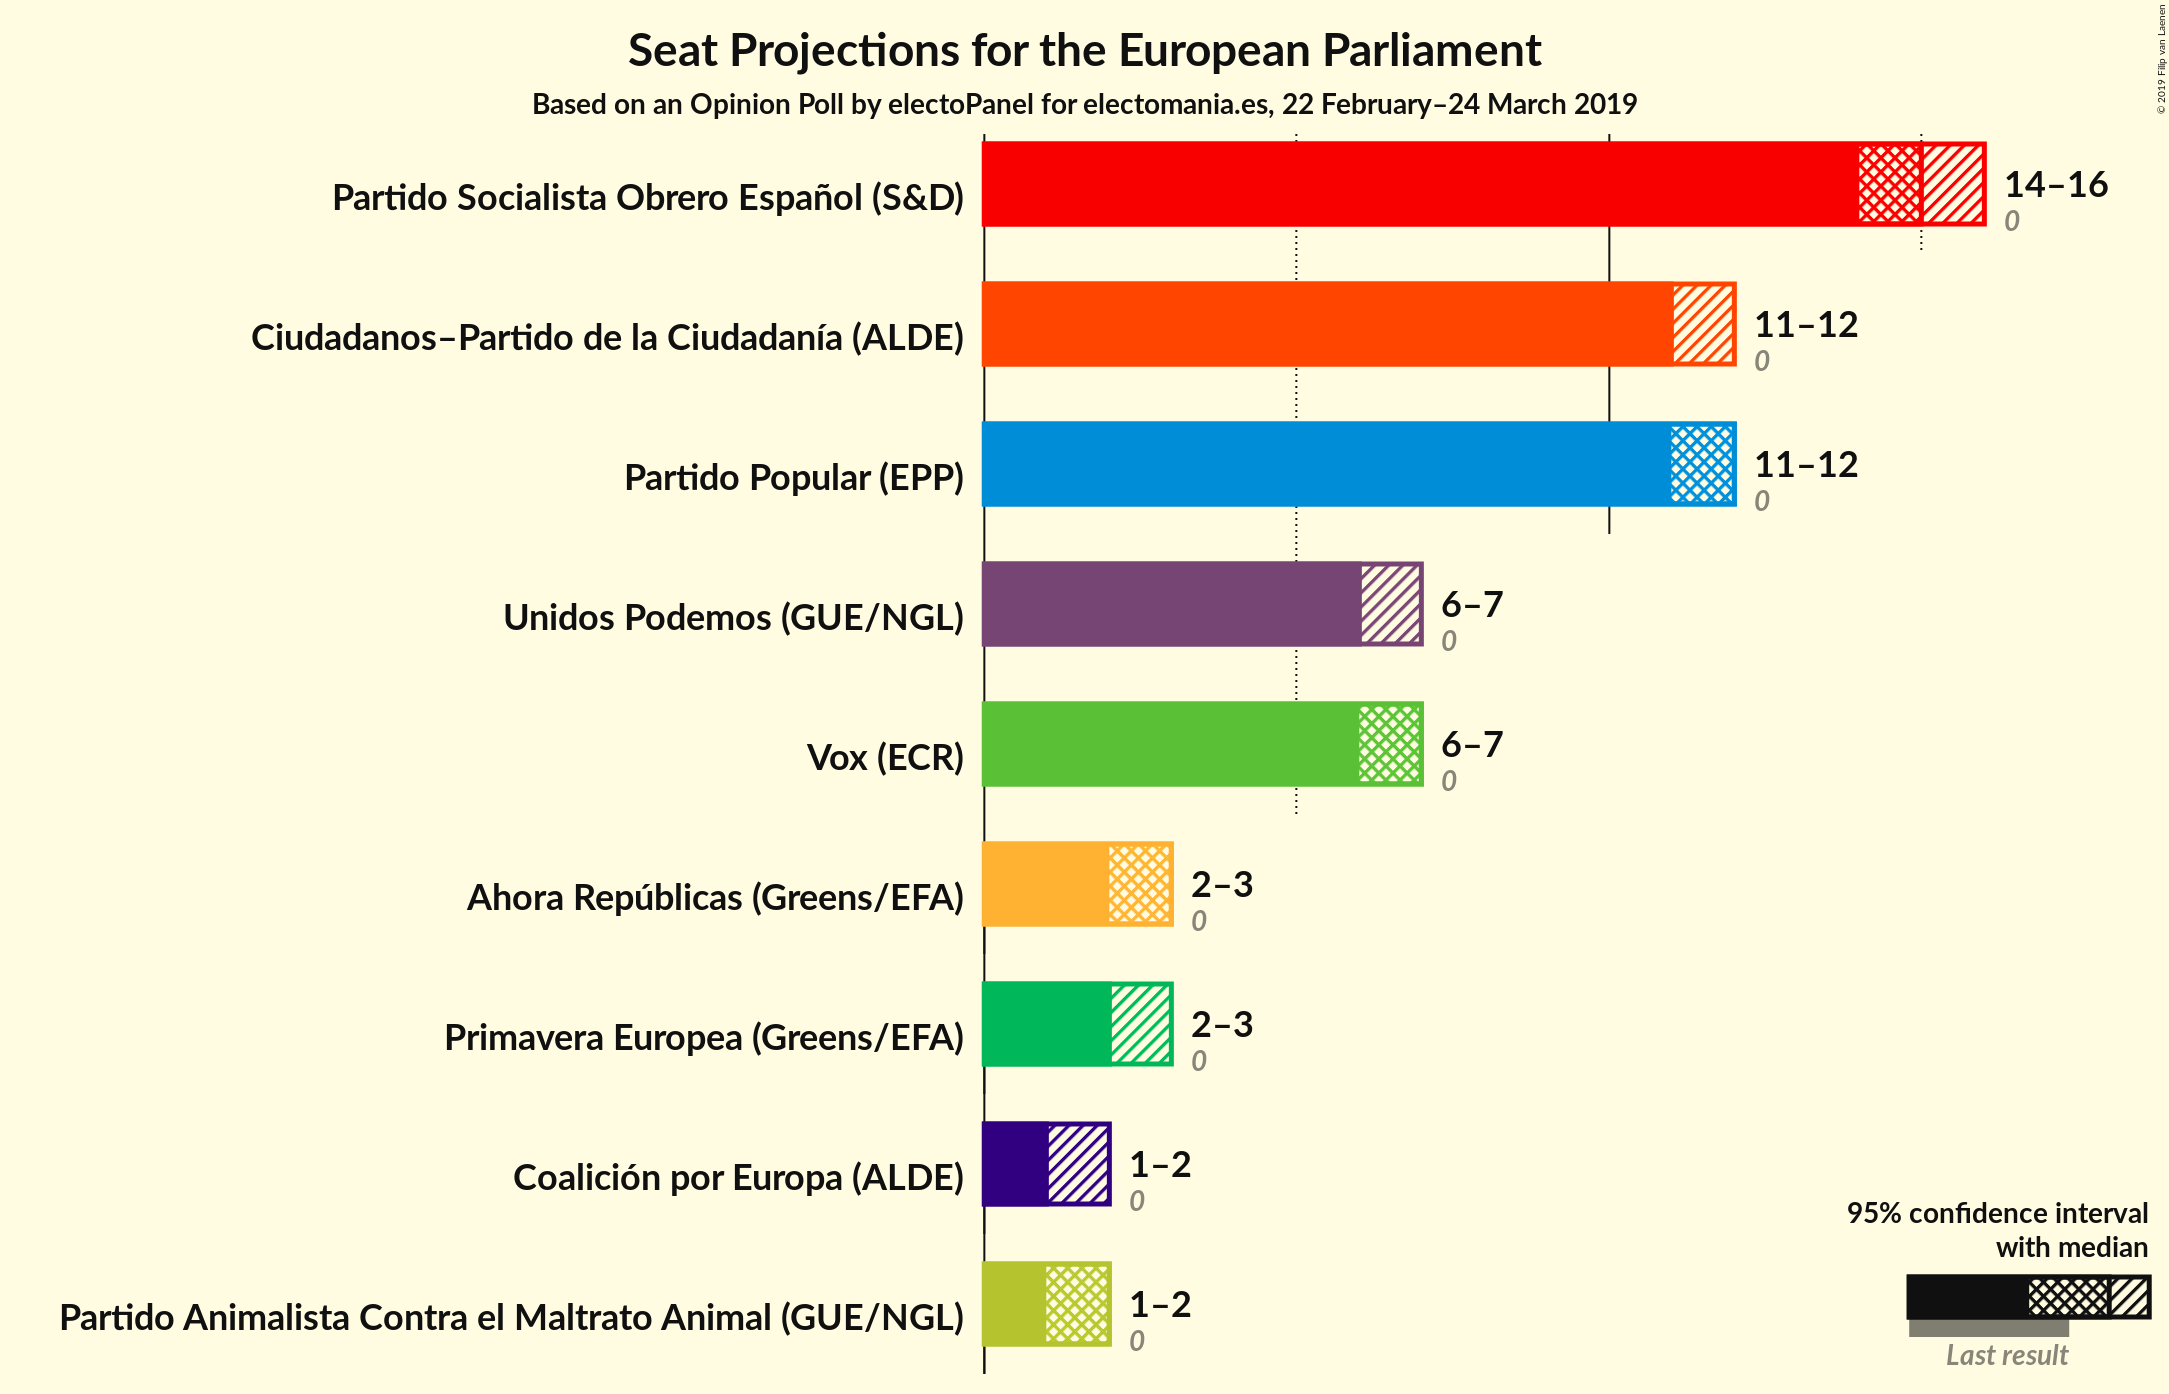 Seat Projections for the European Parliament
Based on an Opinion Poll by electoPanel for electomania.es, 22 February–24 March 2019
© 2019 Filip van Laenen
Partido Socialista Obrero Español (S&D)
14–16
0
Ciudadanos–Partido de la Ciudadanía (ALDE)
11–12
0
Partido Popular (EPP)
11–12
0
Unidos Podemos (GUE/NGL)
6–7
0
Vox (ECR)
6–7
0
Ahora Repúblicas (Greens/EFA)
2–3
0
Primavera Europea (Greens/EFA)
2–3
0
Coalición por Europa (ALDE)
1–2
0
Partido Animalista Contra el Maltrato Animal (GUE/NGL)
1–2
0
95% confidence interval
with median
Last result